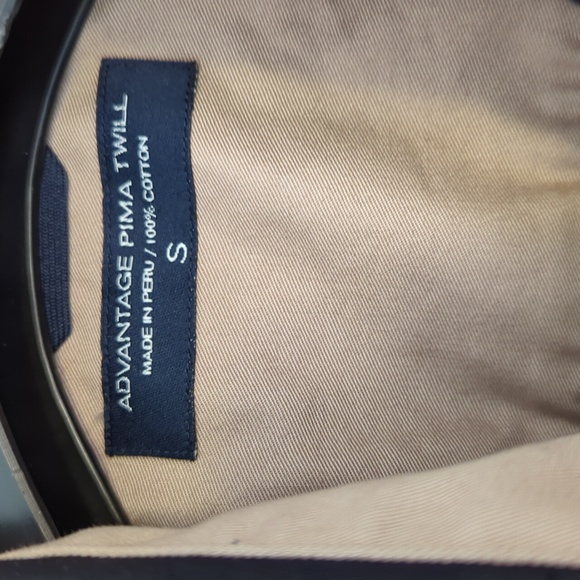 ADVANTAGE PIMA TWILL
MADE IN PERU / 100% COTTON
S